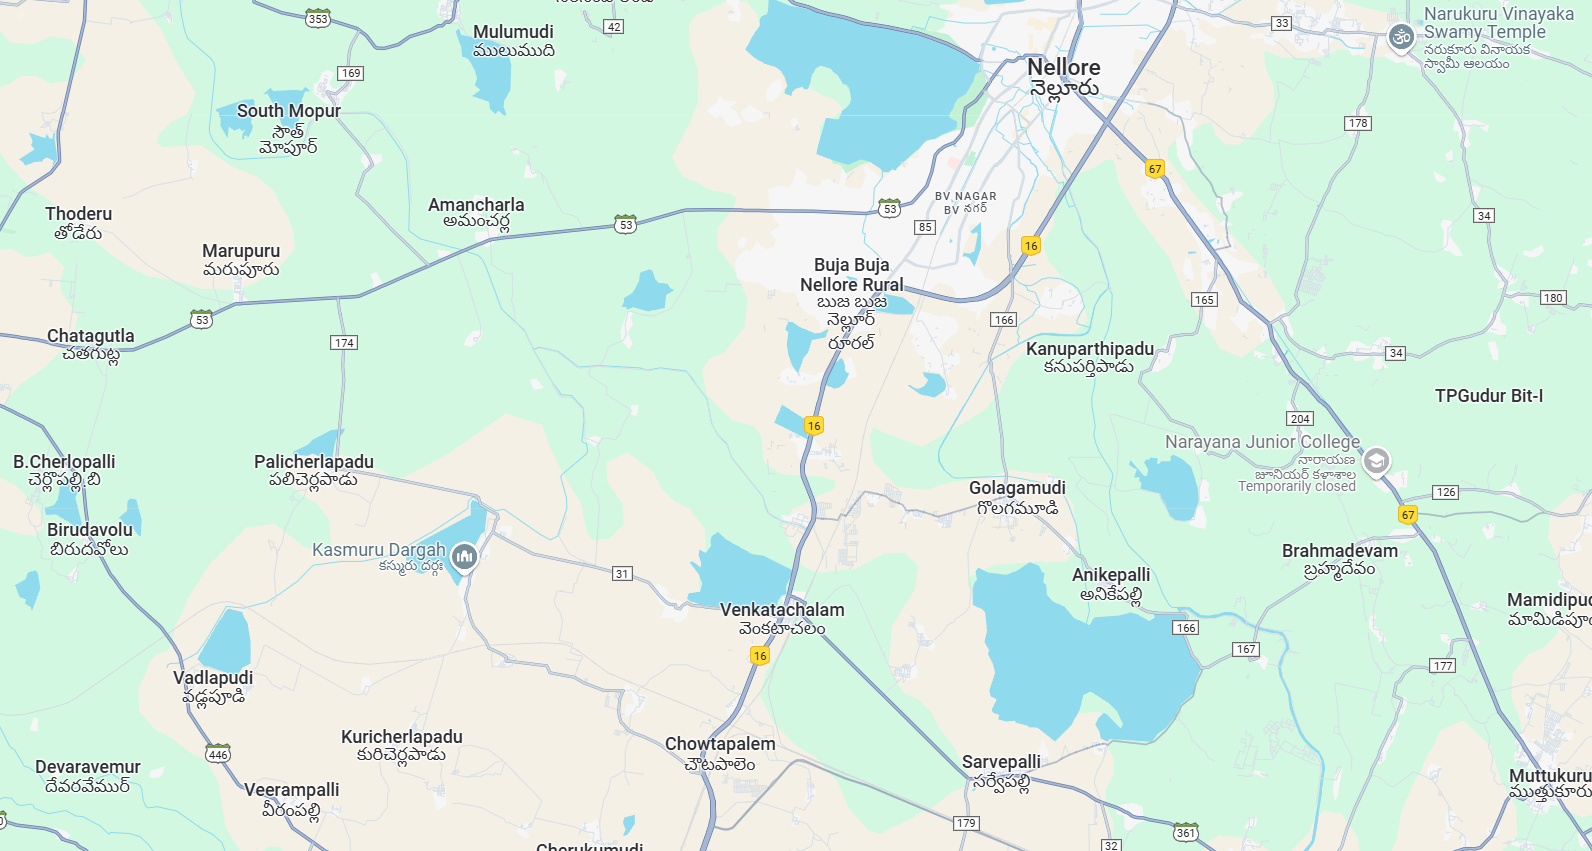 353
42
Mulumudi
ములుముది
33
Narukuru Vinayaka
Swamy Temple
నరుకూరు వినాయక
స్వామీ ఆలయం
Nellore
నెల్లూరు
169
South Mopur
సౌత్
మోపూర్
178
67
Thoderu
తోడేరు
Amancharla
అమంచర్ల
53
53
BV NAGAR
BV నగర్
85
34
Marupuru
మరుపూరు
16
Buja Buja
Nellore Rural
బుజ బుజ
నెల్లూర్
రూరల్
165
180
53
166
Chatagutla
చతగుట్ల
174
Kanuparthipadu
కనుపర్తిపాడు
34
TPGudur Bit-I
204
16
Narayana Junior College
నారాయణ
జూనియర్ కళాశాల
Temporarily closed
B.Cherlopalli
చెర్లోపల్లి.బి
Palicherlapadu
పలిచెర్లపాడు
Golagamudi
గొలగమూడి
126
67
Birudavolu
బిరుదవోలు
Kasmuru Dargah
కస్మురు దర్గః
31
Brahmadevam
బ్రహ్మదేవం
Anikepalli
అనికేపల్లి
Venkatachalam
వెంకటాచలం
166
167
177
16
Vadlapudi
వడ్లపూడి
Kuricherlapadu
కురిచెర్లపాడు
Chowtapalem
చౌటపాలెం
446
Devaravemur
దేవరవేముర్
Sarvepalli
సర్వేపల్లి
Veerampalli
వీరంపల్లి
Muttukuru
ముత్తుకూరు
179
361
32